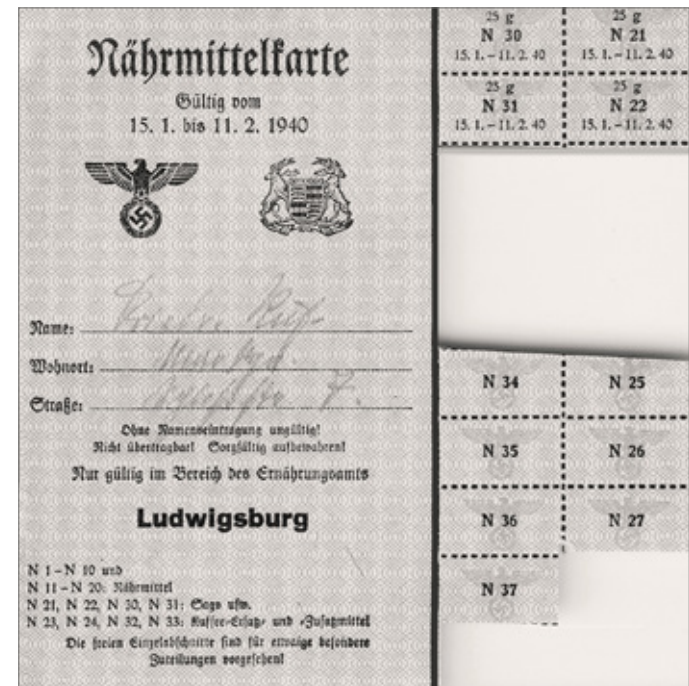 Nährmittelkarte
Gültig vom
15. 1. bis 11. 2. 1940
Name:
Wohnort:
Straße: 7.
Ohne Namenseintragung ungültig!
Nicht übertragbar! Sorgfältig aufbewahren!
Nur gültig im Bereich des Ernährungsamts
Ludwigsburg
N 1–N 10 und
N 11–N 20: Nährmittel
N 21, N 22, N 30, N 31: Sago usw.
N 23, N 24, N 32, N 33: Kaffee-Ersatz- und -Zusatzmittel
Die freien Einzelabschnitte sind für etwaige besondere
Zuteilungen vorgesehen!
25 g
N 30
15. 1.–11. 2. 40
25 g
N 21
15. 1.–11. 2. 40
25 g
N 31
15. 1.–11. 2. 40
25 g
N 22
15. 1.–11. 2. 40
N 34
N 25
N 35
N 26
N 36
N 27
N 37